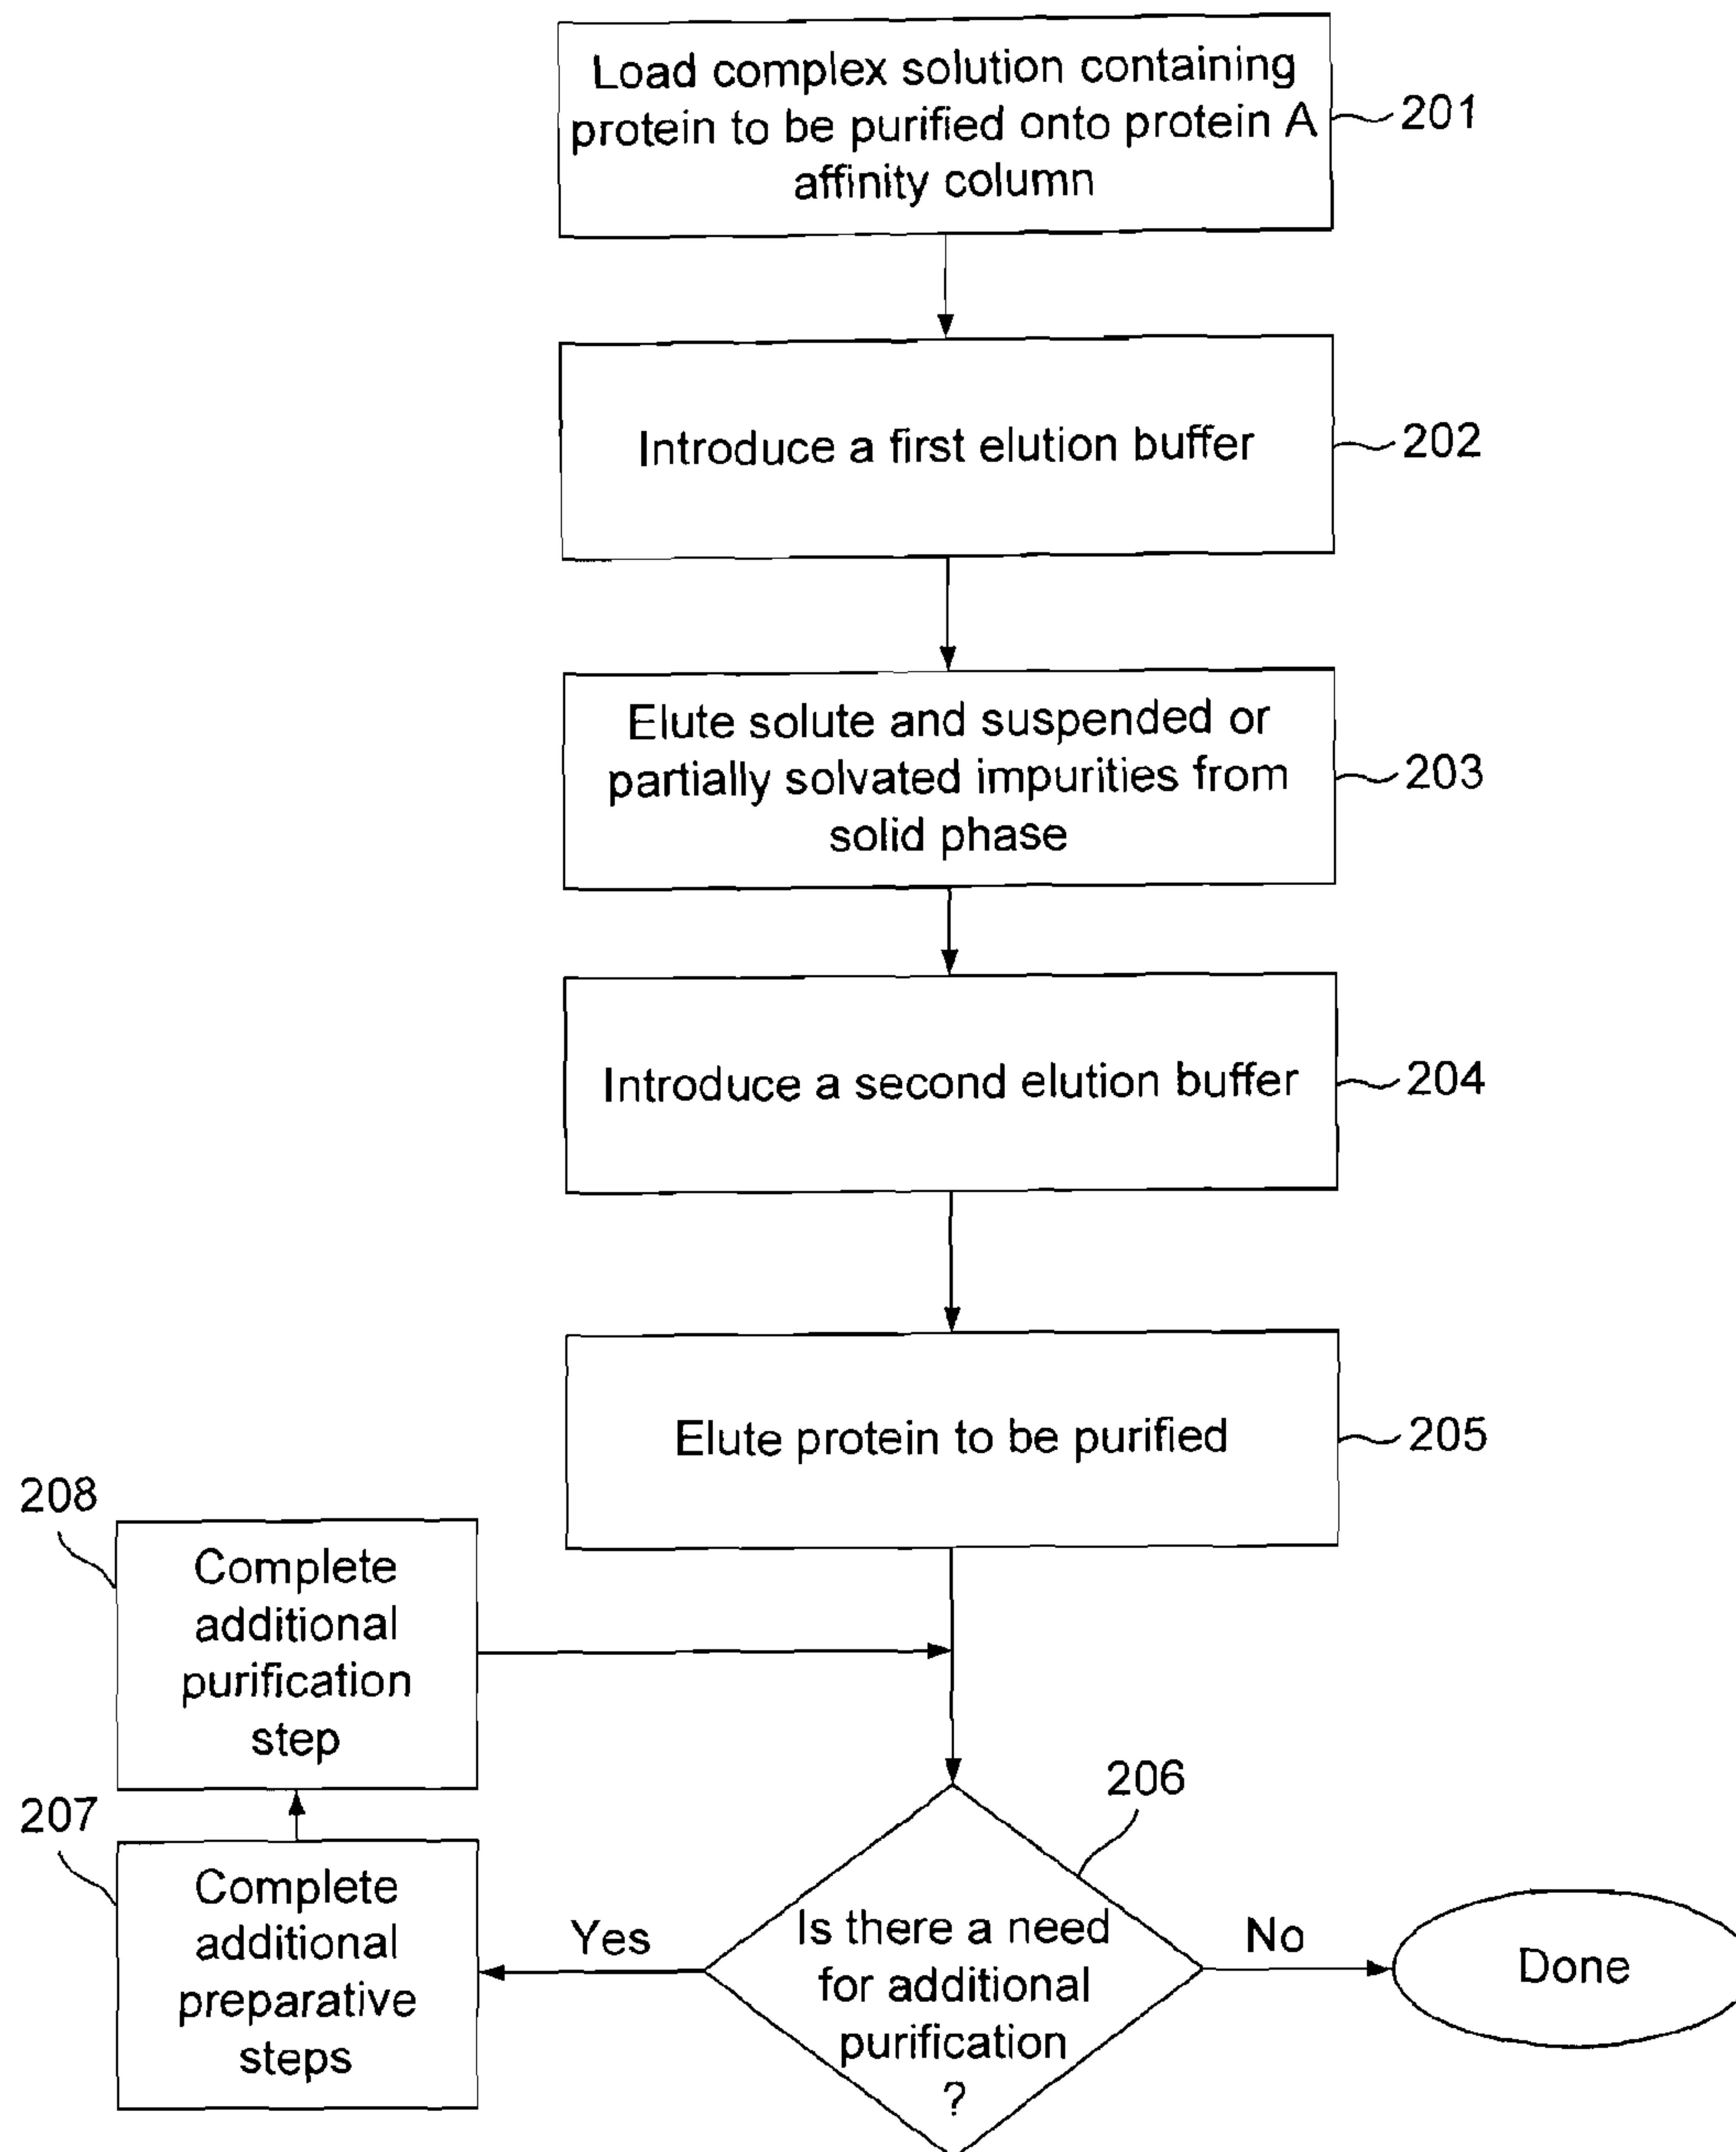 Load complex solution containing
protein to be purified onto protein A
affinity column
201
Introduce a first elution buffer
202
Elute solute and suspended or
partially solvated impurities from
solid phase
203
Introduce a second elution buffer
204
Elute protein to be purified
205
208
Complete
additional
purification
step
207
Complete
additional
preparative
steps
Yes
206
Is there a need
for additional
purification
?
No
Done